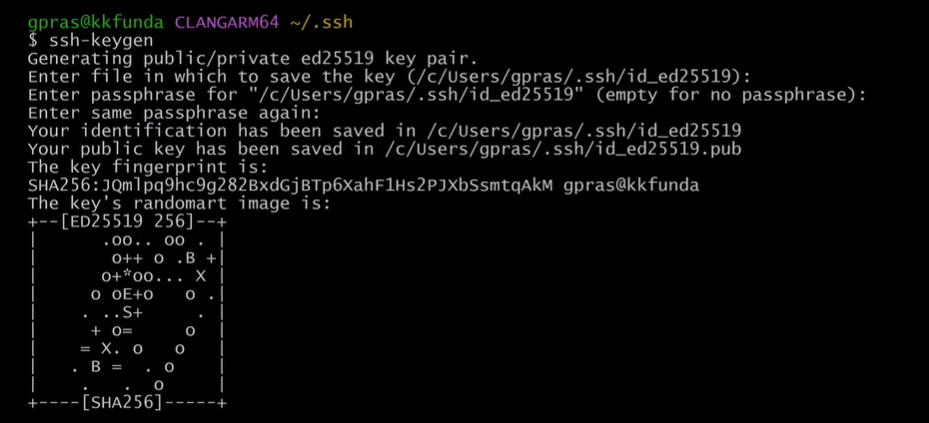 gpras@kkfunda CLANGARM64 ~/.ssh
$ ssh-keygen
Generating public/private ed25519 key pair.
Enter file in which to save the key (/c/Users/gpras/.ssh/id_ed25519):
Enter passphrase for "/c/Users/gpras/.ssh/id_ed25519" (empty for no passphrase):
Enter same passphrase again:
Your identification has been saved in /c/Users/gpras/.ssh/id_ed25519
Your public key has been saved in /c/Users/gpras/.ssh/id_ed25519.pub
The key fingerprint is:
SHA256:JQmlpq9hc9g282BxdGjBTp6XahF1Hs2PJXbSsmtqAkM gpras@kkfunda
The key's randomart image is:
+--[ED25519 256]--+
|       .oo.. oo . |
|        o++ o .B +|
|       o+*oo... X |
|      o oE+o   o .|
|     . ..S+     . |
|      + o=     o  |
|     = X. o   o   |
|    . B =  . o    |
|     .   .  o     |
+----[SHA256]-----+